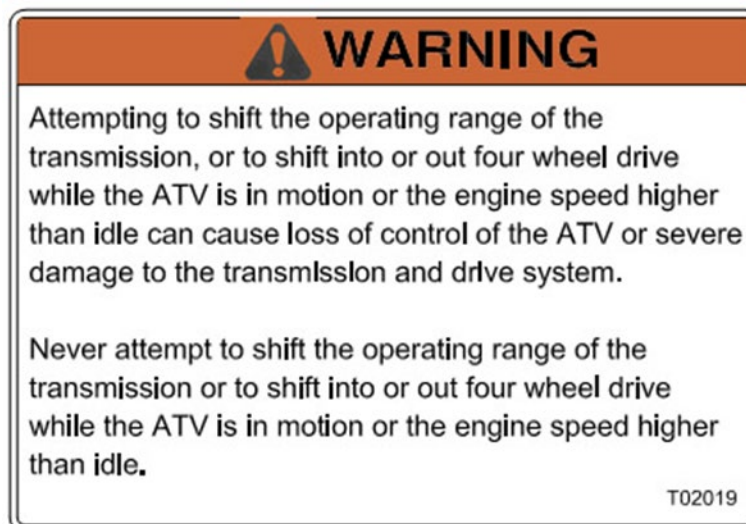 WARNING
Attempting to shift the operating range of the
transmission, or to shift into or out four wheel drive
while the ATV is in motion or the engine speed higher
than idle can cause loss of control of the ATV or severe
damage to the transmission and drive system.
Never attempt to shift the operating range of the
transmission or to shift into or out four wheel drive
while the ATV is in motion or the engine speed higher
than idle.
T02019